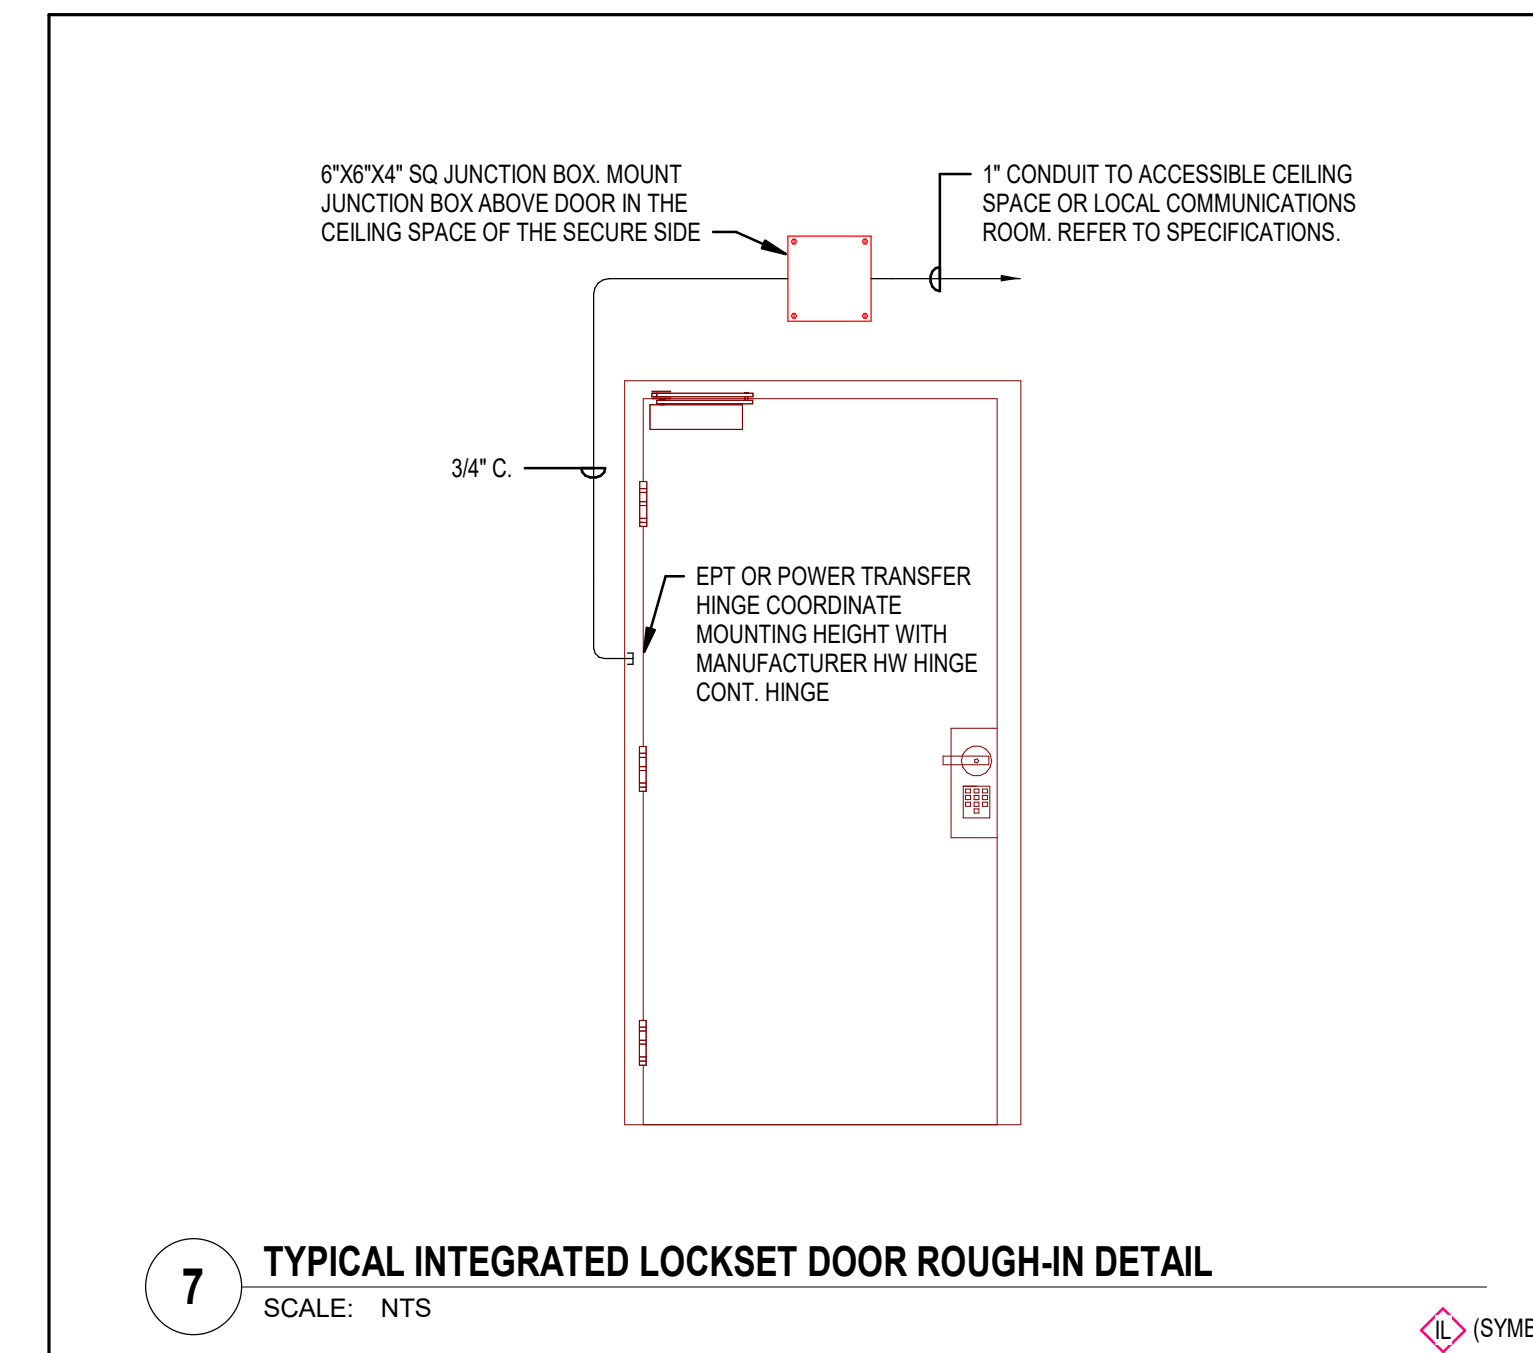 6"X6"X4" SQ JUNCTION BOX. MOUNT
JUNCTION BOX ABOVE DOOR IN THE
CEILING SPACE OF THE SECURE SIDE
1" CONDUIT TO ACCESSIBLE CEILING
SPACE OR LOCAL COMMUNICATIONS
ROOM. REFER TO SPECIFICATIONS.
3/4" C.
EPT OR POWER TRANSFER
HINGE COORDINATE
MOUNTING HEIGHT WITH
MANUFACTURER HW HINGE
CONT. HINGE
7
TYPICAL INTEGRATED LOCKSET DOOR ROUGH-IN DETAIL
SCALE: NTS
IL